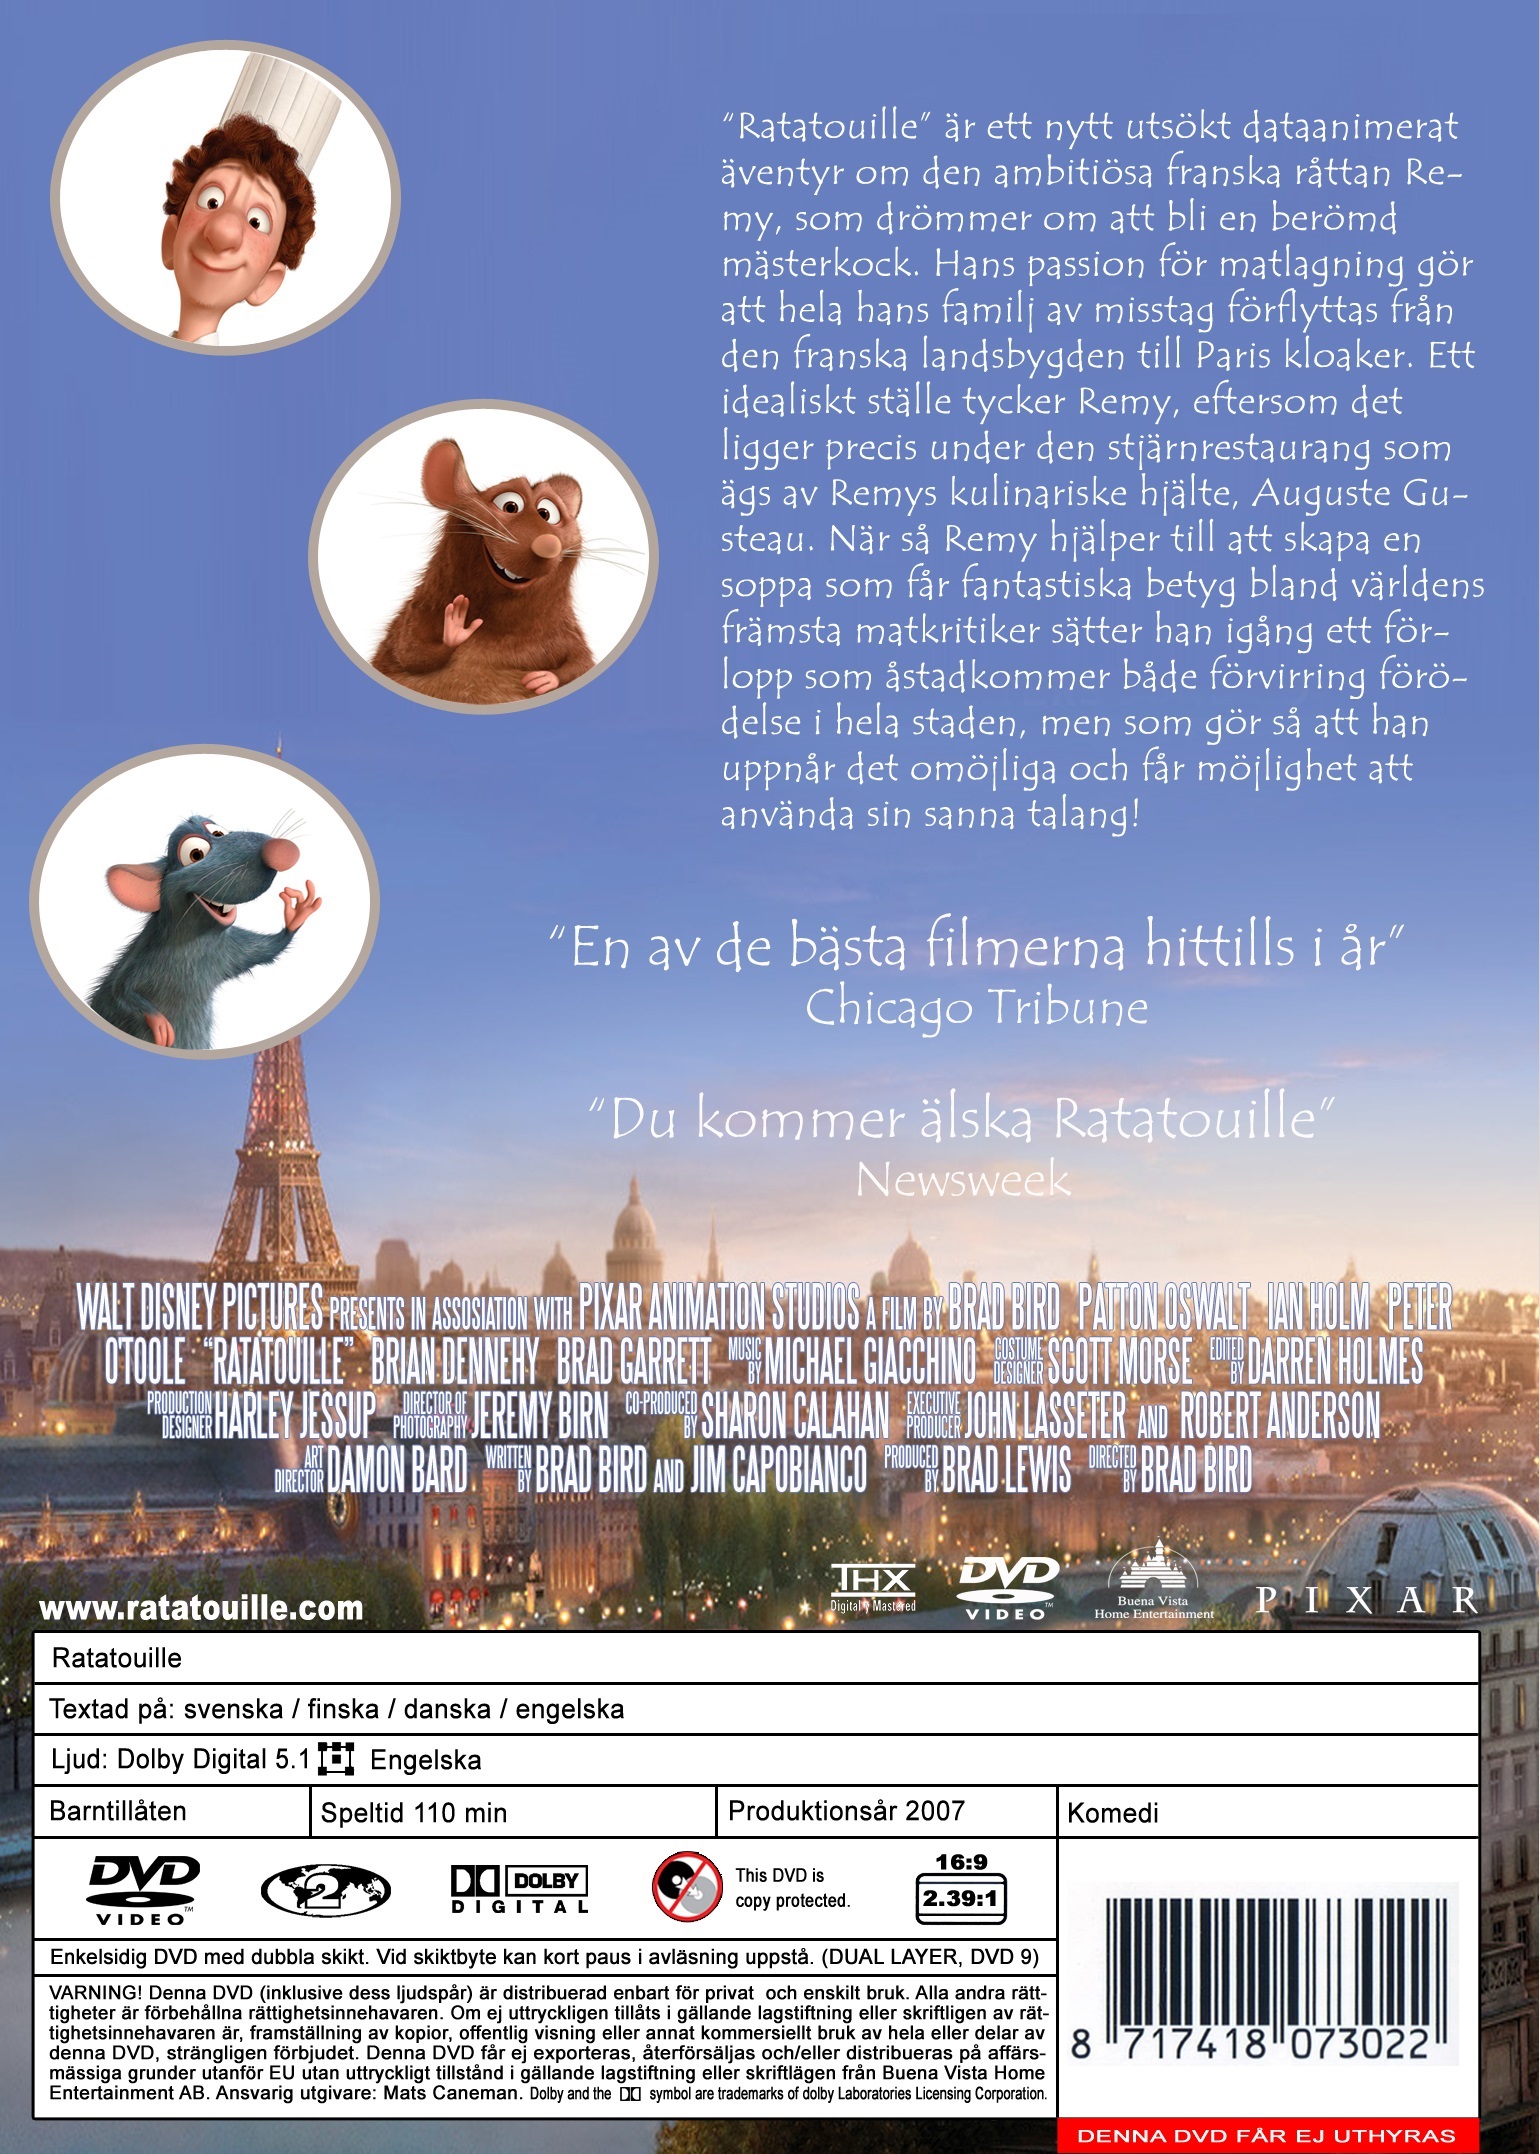 “Ratatouille” är ett nytt utsökt dataanimerat
äventyr om den ambitiösa franska råttan Re-
my, som drömmer om att bli en berömd
mästerkock. Hans passion för matlagning gör
att hela hans familj av misstag förflyttas från
den franska landsbygden till Paris kloaker. Ett
idealiskt ställe tycker Remy, eftersom det
ligger precis under den stjärnrestaurang som
ägs av Remys kulinariske hjälte, Auguste Gu-
steau. När så Remy hjälper till att skapa en
soppa som får fantastiska betyg bland världens
främsta matkritiker sätter han igång ett för-
lopp som åstadkommer både förvirring förö-
delse i hela staden, men som gör så att han
uppnår det omöjliga och får möjlighet att
använda sin sanna talang!
“En av de bästa filmerna hittills i år”
Chicago Tribune
“Du kommer älska Ratatouille”
Newsweek
WALT DISNEY PICTURES PRESENTS IN ASSOSIATION WITH PIXAR ANIMATION STUDIOS A FILM BY BRAD BIRD PATTON OSWALT IAN HOLM PETER
O'TOOLE “RATATOUILLE” BRIAN DENNEHY BRAD GARRETT MUSIC BY MICHAEL GIACCHINO COSTUME DESIGNER SCOTT MORSE EDITED BY DARREN HOLMES
PRODUCTION DESIGNER HARLEY JESSUP DIRECTOR OF PHOTOGRAPHY JEREMY BIRN CO-PRODUCED BY SHARON CALAHAN EXECUTIVE PRODUCER JOHN LASSETER AND ROBERT ANDERSON
ART DIRECTOR DAMON BARD WRITTEN BY BRAD BIRD AND JIM CAPOBIANCO PRODUCED BY BRAD LEWIS DIRECTED BY BRAD BIRD
www.ratatouille.com
THX
Digitally Mastered
DVD
VIDEO™
Buena Vista
Home Entertainment
PIXAR
Ratatouille
Textad på: svenska / finska / danska / engelska
Ljud: Dolby Digital 5.1 Engelska
Barntillåten Speltid 110 min Produktionsår 2007 Komedi
DVD
VIDEO™
2
DOLBY
DIGITAL
This DVD is
copy protected.
16:9
2.39:1
Enkelsidig DVD med dubbla skikt. Vid skiktbyte kan kort paus i avläsning uppstå. (DUAL LAYER, DVD 9)
VARNING! Denna DVD (inklusive dess ljudspår) är distribuerad enbart för privat och enskilt bruk. Alla andra rätt-
tigheter är förbehållna rättighetsinnehavaren. Om ej uttryckligen tillåts i gällande lagstiftning eller skriftligen av rät-
tighetsinnehavaren är, framställning av kopior, offentlig visning eller annat kommersiellt bruk av hela eller delar av
denna DVD, strängligen förbjudet. Denna DVD får ej exporteras, återförsäljas och/eller distribueras på affärs-
mässiga grunder utanför EU utan uttryckligt tillstånd i gällande lagstiftning eller skriftlägen från Buena Vista Home
Entertainment AB. Ansvarig utgivare: Mats Caneman. Dolby and the symbol are trademarks of dolby Laboratories Licensing Corporation.
8 717418 073022
DENNA DVD FÅR EJ UTHYRAS